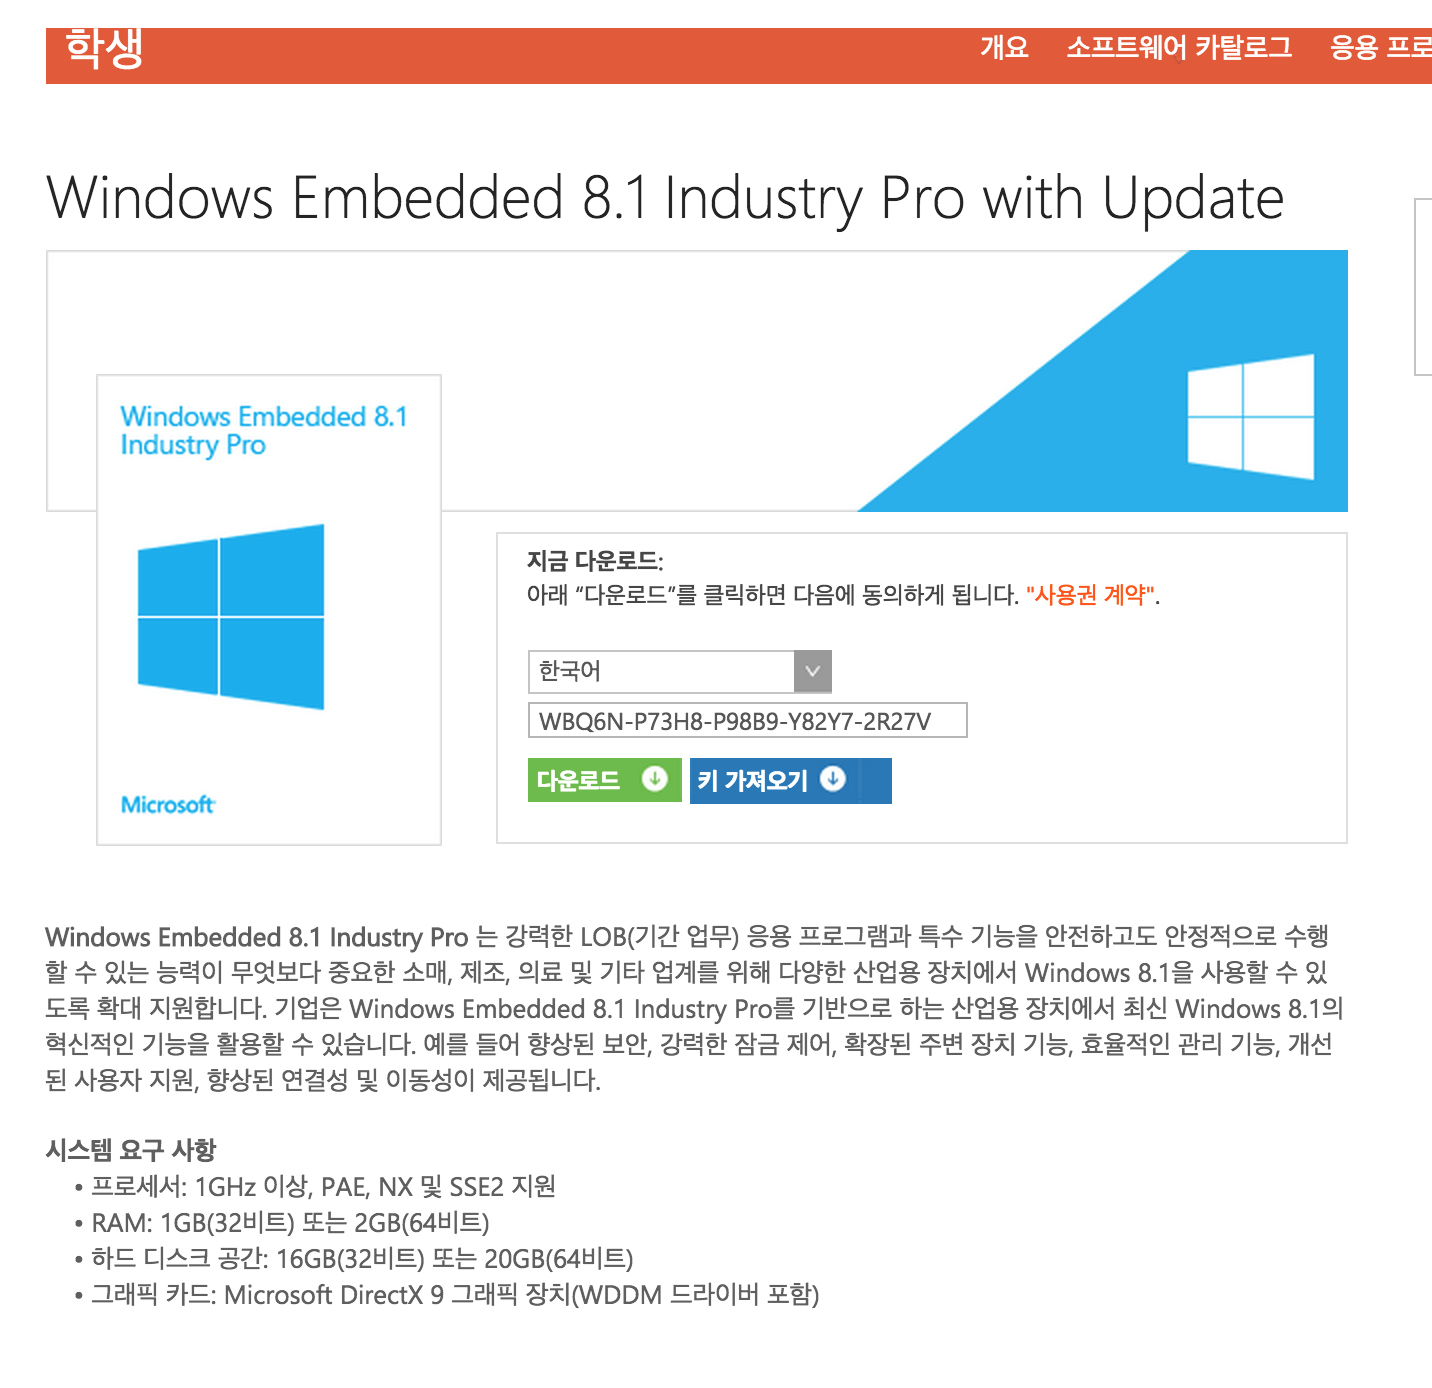 학생
개요 소프트웨어 카탈로그 응용 프로
Windows Embedded 8.1 Industry Pro with Update
Windows Embedded 8.1
Industry Pro
Microsoft
지금 다운로드:
아래 “다운로드”를 클릭하면 다음에 동의하게 됩니다. "사용권 계약".
한국어
WBQ6N-P73H8-P98B9-Y82Y7-2R27V
다운로드 키 가져오기
Windows Embedded 8.1 Industry Pro 는 강력한 LOB(기간 업무) 응용 프로그램과 특수 기능을 안전하고도 안정적으로 수행
할 수 있는 능력이 무엇보다 중요한 소매, 제조, 의료 및 기타 업계를 위해 다양한 산업용 장치에서 Windows 8.1을 사용할 수 있
도록 확대 지원합니다. 기업은 Windows Embedded 8.1 Industry Pro를 기반으로 하는 산업용 장치에서 최신 Windows 8.1의
혁신적인 기능을 활용할 수 있습니다. 예를 들어 향상된 보안, 강력한 잠금 제어, 확장된 주변 장치 기능, 효율적인 관리 기능, 개선
된 사용자 지원, 향상된 연결성 및 이동성이 제공됩니다.
시스템 요구 사항
• 프로세서: 1GHz 이상, PAE, NX 및 SSE2 지원
• RAM: 1GB(32비트) 또는 2GB(64비트)
• 하드 디스크 공간: 16GB(32비트) 또는 20GB(64비트)
• 그래픽 카드: Microsoft DirectX 9 그래픽 장치(WDDM 드라이버 포함)